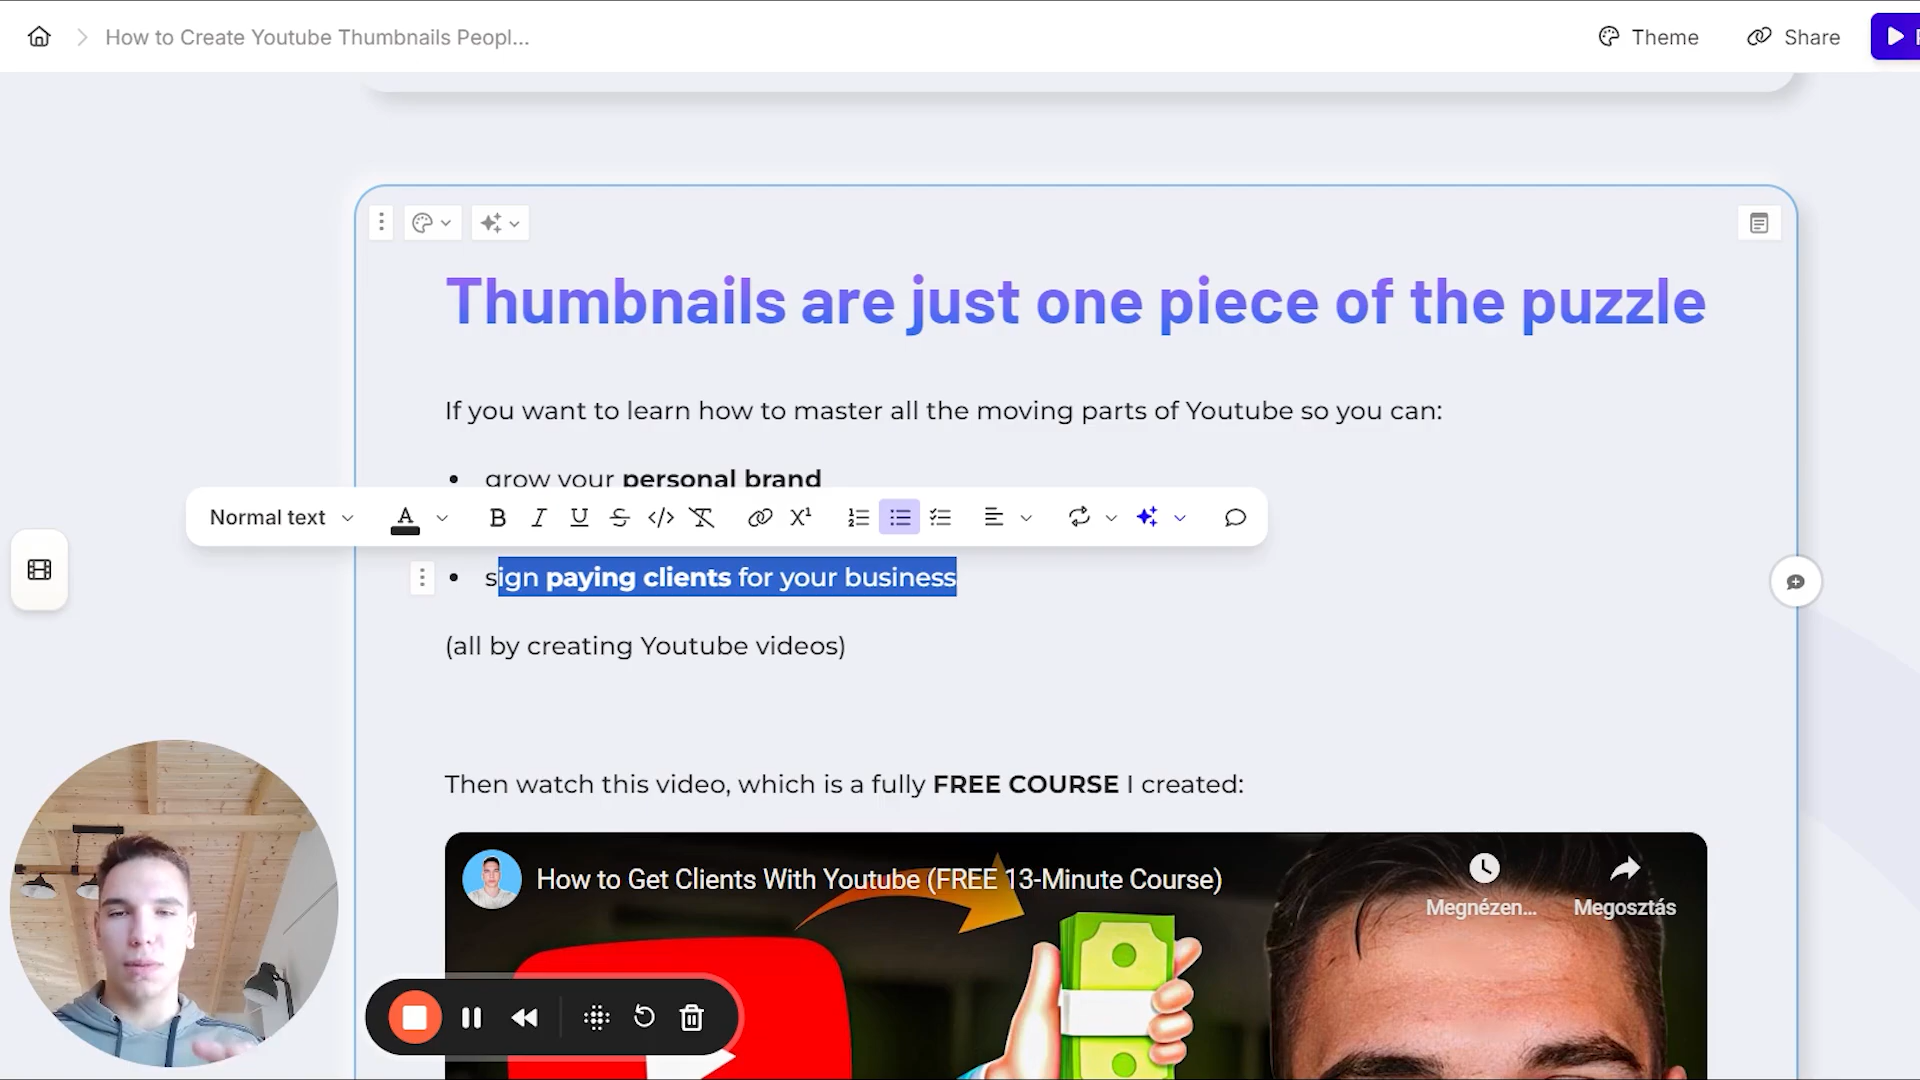 How to Create Youtube Thumbnails Peopl...
Theme
Share
Thumbnails are just one piece of the puzzle
If you want to learn how to master all the moving parts of Youtube so you can:
grow your personal brand
Normal text
sign paying clients for your business
(all by creating Youtube videos)
Then watch this video, which is a fully FREE COURSE I created:
How to Get Clients With Youtube (FREE 13-Minute Course)
Megnézen...
Megosztás